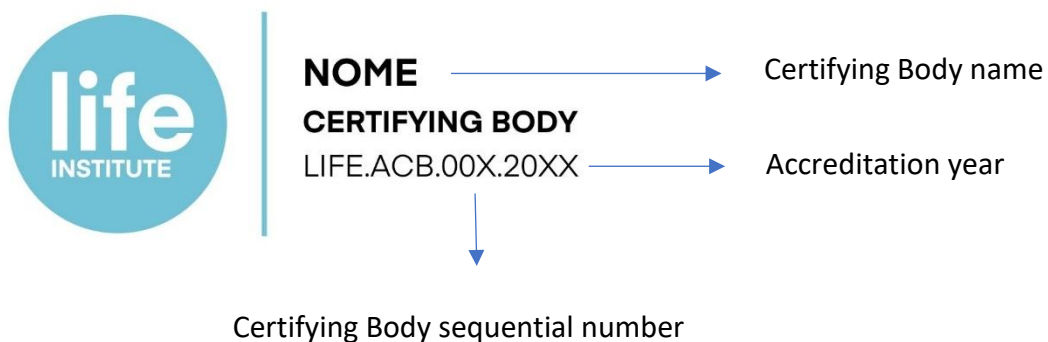 life
INSTITUTE
NOME
Certifying Body name
CERTIFYING BODY
LIFE.ACB.00X.20XX
Accreditation year
Certifying Body sequential number